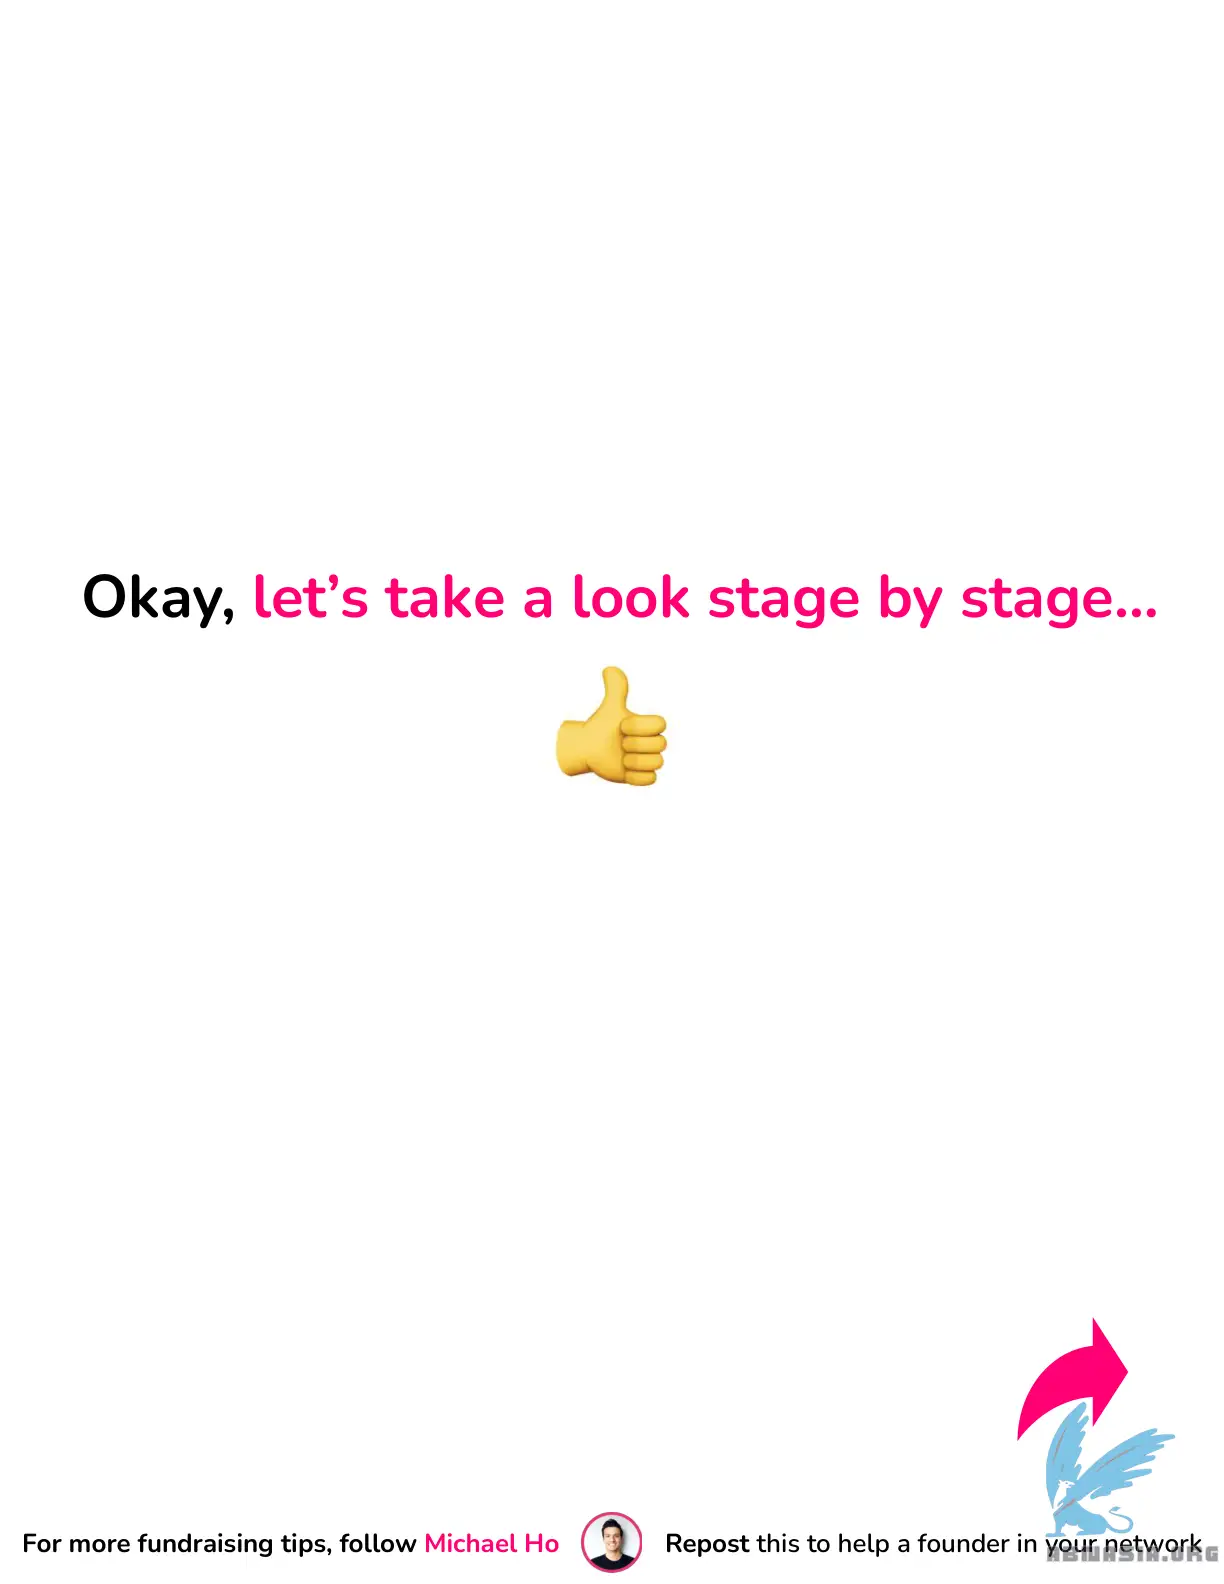 Okay, let’s take a look stage by stage...
For more fundraising tips, follow Michael Ho
Repost this to help a founder in your network
ABWASIA.ORG